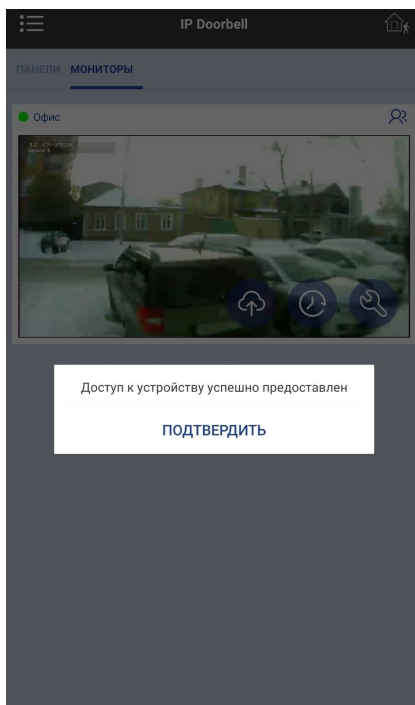 IP Doorbell
ПАНЕЛИ МОНИТОРЫ
Офис
Доступ к устройству успешно предоставлен
ПОДТВЕРДИТЬ